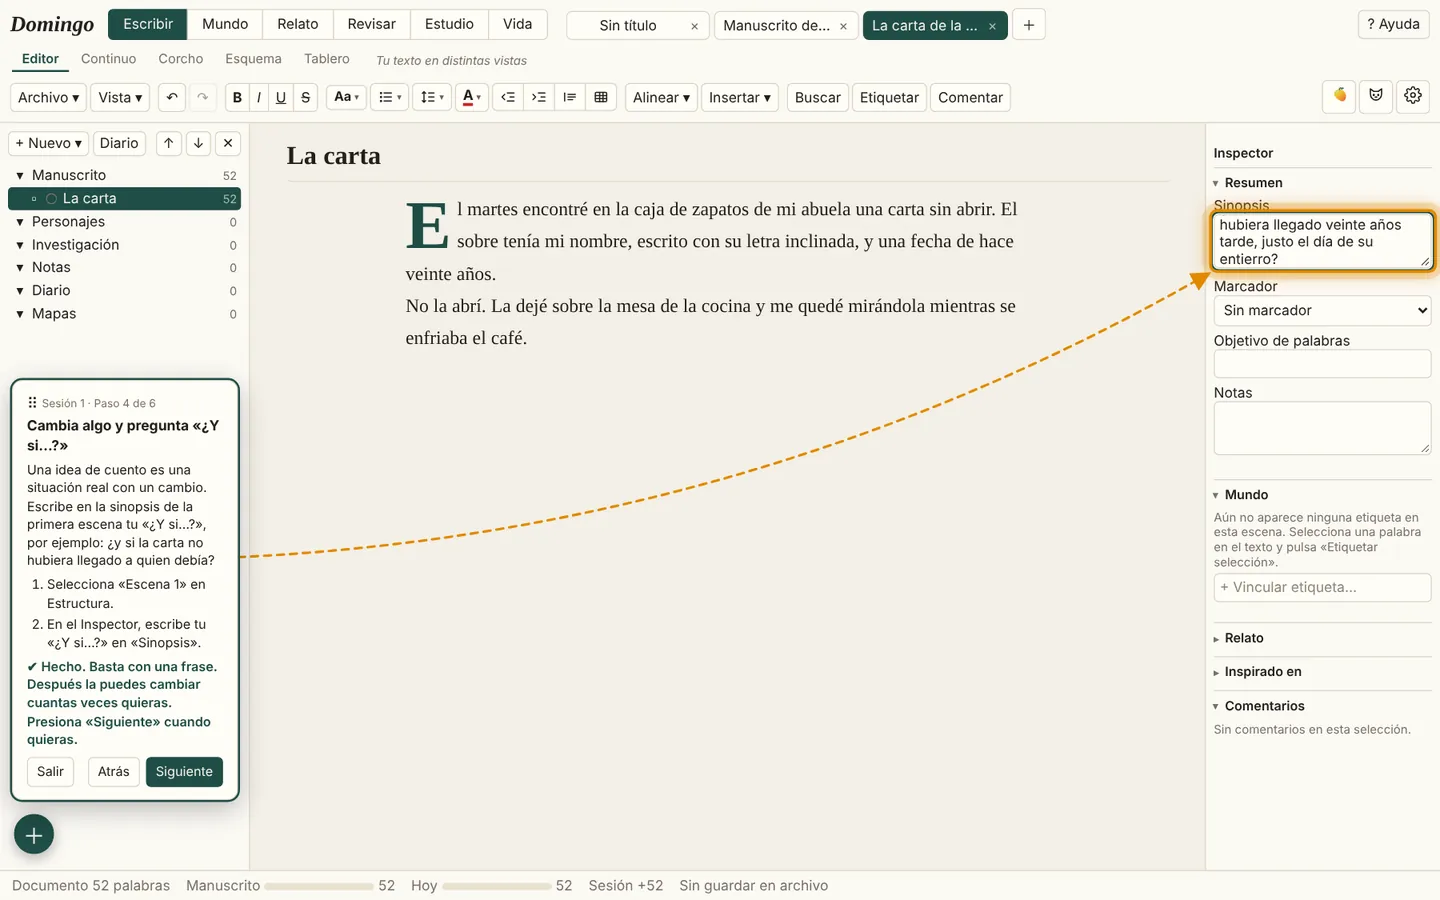 Domingo
Escribir Mundo Relato Revisar Estudio Vida
Sin título × Manuscrito de... × La carta de la ... × +
? Ayuda
Editor Continuo Corcho Esquema Tablero Tu texto en distintas vistas
Archivo ▾ Vista ▾ B I U S Aa ▾ A ▾ Alinear ▾ Insertar ▾ Buscar Etiquetar Comentar
+ Nuevo ▾ Diario ↑ ↓ ✕
▼ Manuscrito 52
La carta 52
▼ Personajes 0
▼ Investigación 0
▼ Notas 0
▼ Diario 0
▼ Mapas 0
Sesión 1 · Paso 4 de 6
Cambia algo y pregunta «¿Y
si...?»
Una idea de cuento es una
situación real con un cambio.
Escribe en la sinopsis de la
primera escena tu «¿Y si...?»,
por ejemplo: ¿y si la carta no
hubiera llegado a quien debía?
1. Selecciona «Escena 1» en
Estructura.
2. En el Inspector, escribe tu
«¿Y si...?» en «Sinopsis».
✔ Hecho. Basta con una frase.
Después la puedes cambiar
cuantas veces quieras.
Presiona «Siguiente» cuando
quieras.
Salir Atrás Siguiente
+
La carta
El martes encontré en la caja de zapatos de mi abuela una carta sin abrir. El
sobre tenía mi nombre, escrito con su letra inclinada, y una fecha de hace
veinte años.
No la abrí. La dejé sobre la mesa de la cocina y me quedé mirándola mientras se
enfriaba el café.
Inspector
▾ Resumen
Sinopsis
hubiera llegado veinte años
tarde, justo el día de su
entierro?
Marcador
Sin marcador
Objetivo de palabras
Notas
▾ Mundo
Aún no aparece ninguna etiqueta en
esta escena. Selecciona una palabra
en el texto y pulsa «Etiquetar
selección».
+ Vincular etiqueta...
▸ Relato
▸ Inspirado en
▾ Comentarios
Sin comentarios en esta selección.
Documento 52 palabras Manuscrito 52 Hoy 52 Sesión +52 Sin guardar en archivo